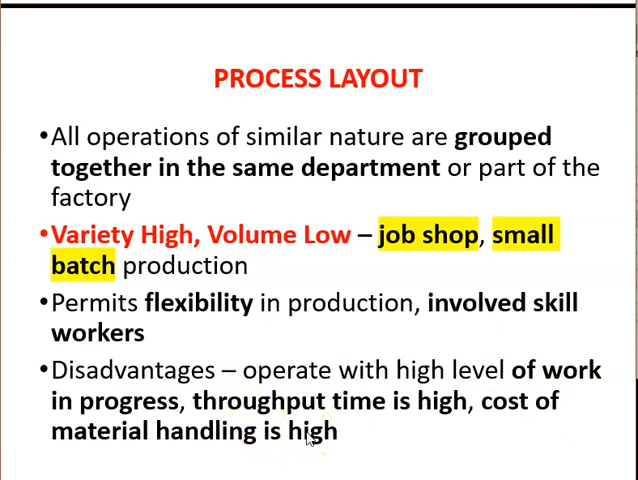 PROCESS LAYOUT
•All operations of similar nature are grouped
together in the same department or part of the
factory
•Variety High, Volume Low – job shop, small
batch production
•Permits flexibility in production, involved skill
workers
•Disadvantages – operate with high level of work
in progress, throughput time is high, cost of
material handling is high